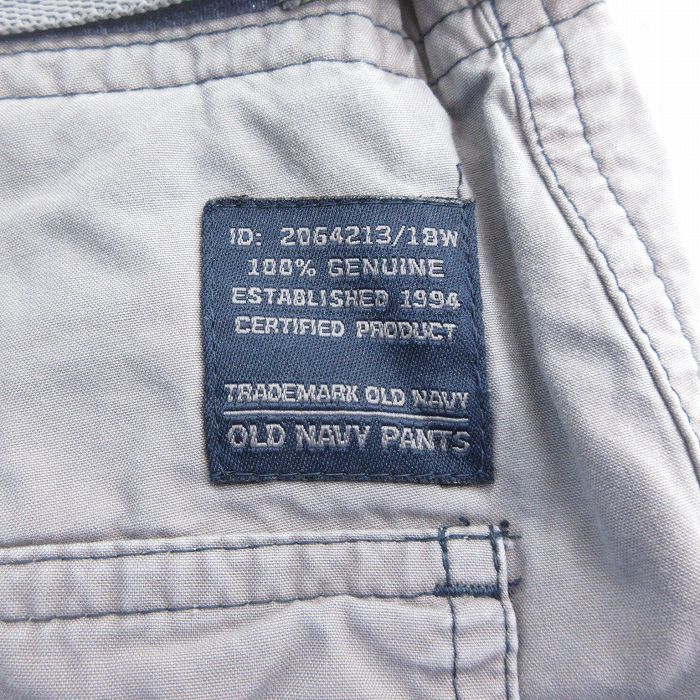 ID: 2064213/18W
100% GENUINE
ESTABLISHED 1994
CERTIFIED PRODUCT
TRADEMARK OLD NAVY
OLD NAVY PANTS